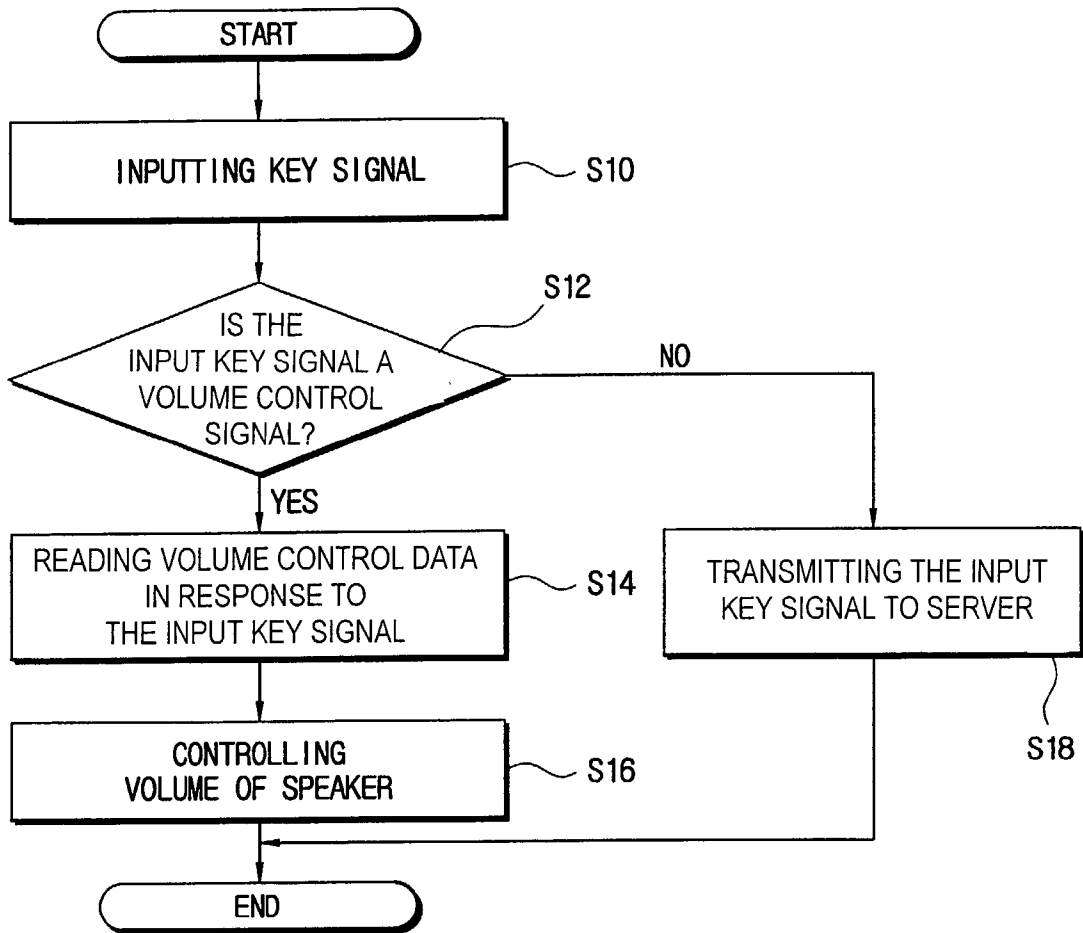 START
INPUTTING KEY SIGNAL
S10
S12
IS THE
INPUT KEY SIGNAL A
VOLUME CONTROL
SIGNAL?
NO
YES
READING VOLUME CONTROL DATA
IN RESPONSE TO
THE INPUT KEY SIGNAL
S14
TRANSMITTING THE INPUT
KEY SIGNAL TO SERVER
S18
CONTROLLING
VOLUME OF SPEAKER
S16
END